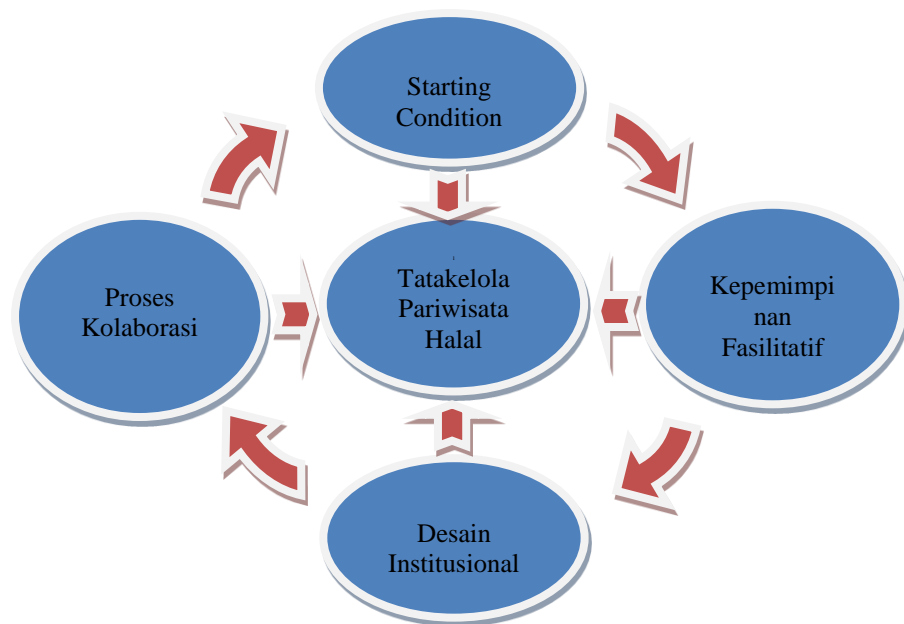 Starting
Condition
Proses
Kolaborasi
Tatakelola
Pariwisata
Halal
Kepemimpi
nan
Fasilitatif
Desain
Institusional